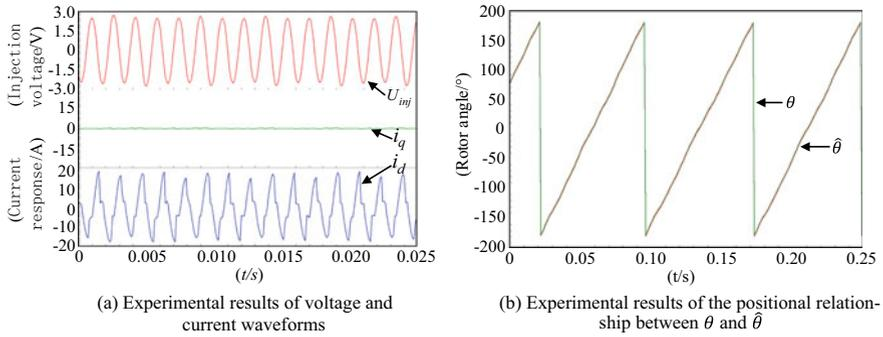 (Injection
voltage/V)
3.0
1.5
0
-1.5
-3.0
U_inj
15
0
-15
i_q
(Current
response/A)
20
10
0
-10
-20
i_d
0 0.005 0.010 0.015 0.020 0.025
(t/s)
(a) Experimental results of voltage and
current waveforms
(Rotor angle/°)
200
150
100
50
0
-50
-100
-150
-200
θ
θ̂
0 0.05 0.10 0.15 0.20 0.25
(t/s)
(b) Experimental results of the positional relation-
ship between θ and θ̂